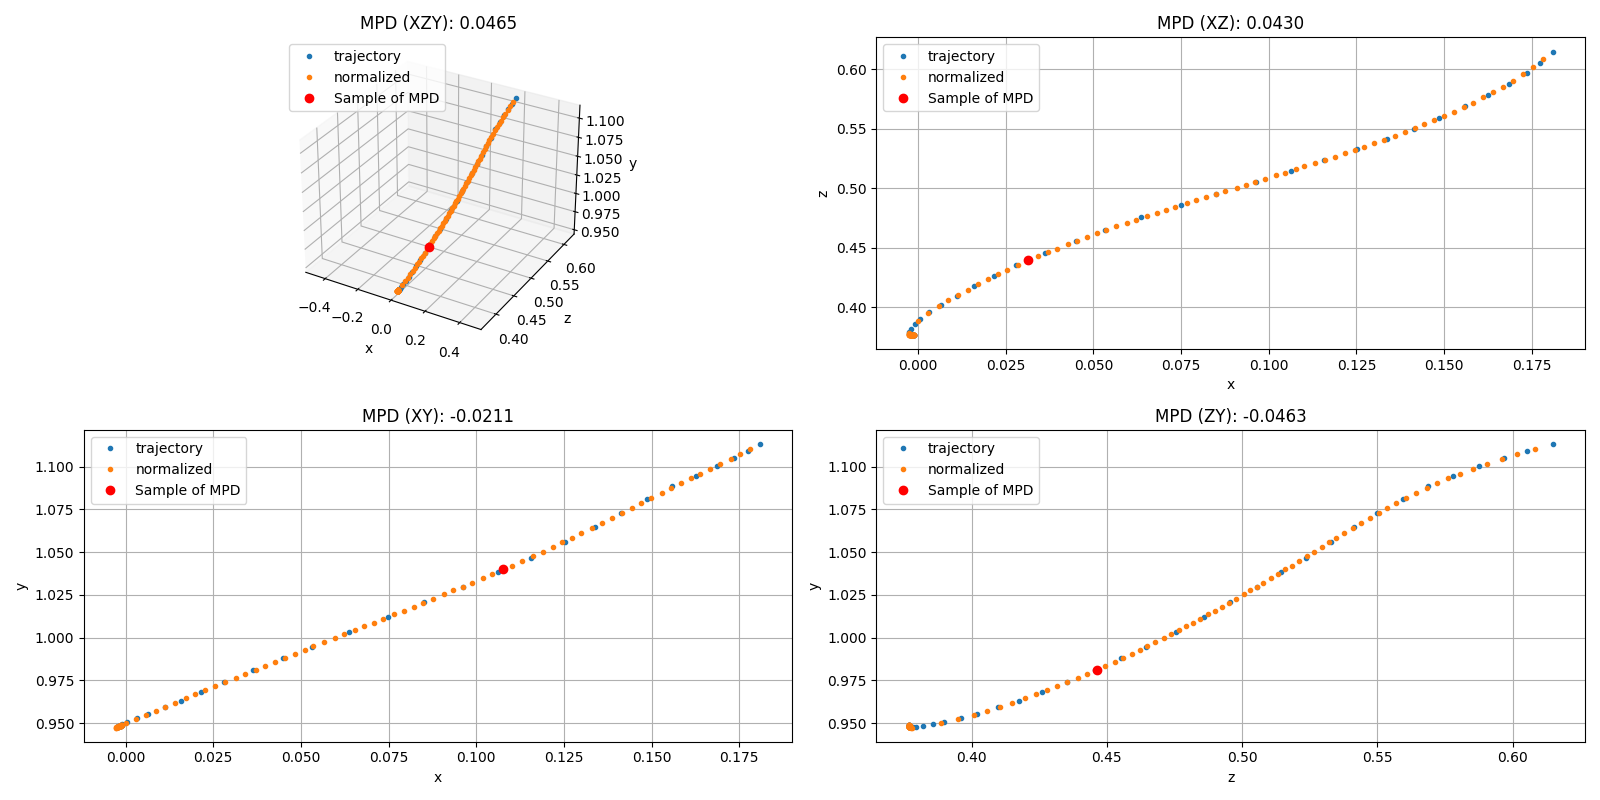 MPD (XZY): 0.0465
trajectory
normalized
Sample of MPD
1.100
1.075
1.050
1.025
1.000
0.975
0.950
y
0.60
0.55
0.50
0.45
0.40
z
−0.4
−0.2
0.0
0.2
0.4
x
MPD (XZ): 0.0430
trajectory
normalized
Sample of MPD
0.60
0.55
0.50
0.45
0.40
z
0.000 0.025 0.050 0.075 0.100 0.125 0.150 0.175
x
MPD (XY): -0.0211
trajectory
normalized
Sample of MPD
1.100
1.075
1.050
1.025
1.000
0.975
0.950
y
0.000 0.025 0.050 0.075 0.100 0.125 0.150 0.175
x
MPD (ZY): -0.0463
trajectory
normalized
Sample of MPD
1.100
1.075
1.050
1.025
1.000
0.975
0.950
y
0.40 0.45 0.50 0.55 0.60
z